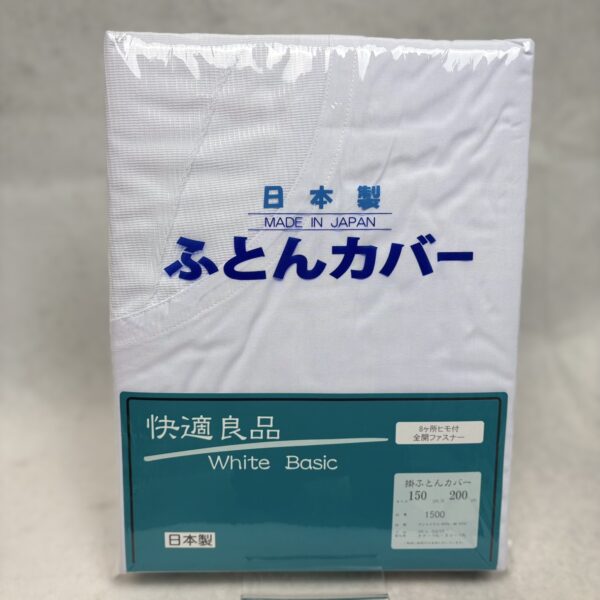 日本製
MADE IN JAPAN
ふとんカバー
快適良品
White Basic
8ヶ所ヒモ付
全開ファスナー
掛ふとんカバー
150 200
1500
日本製